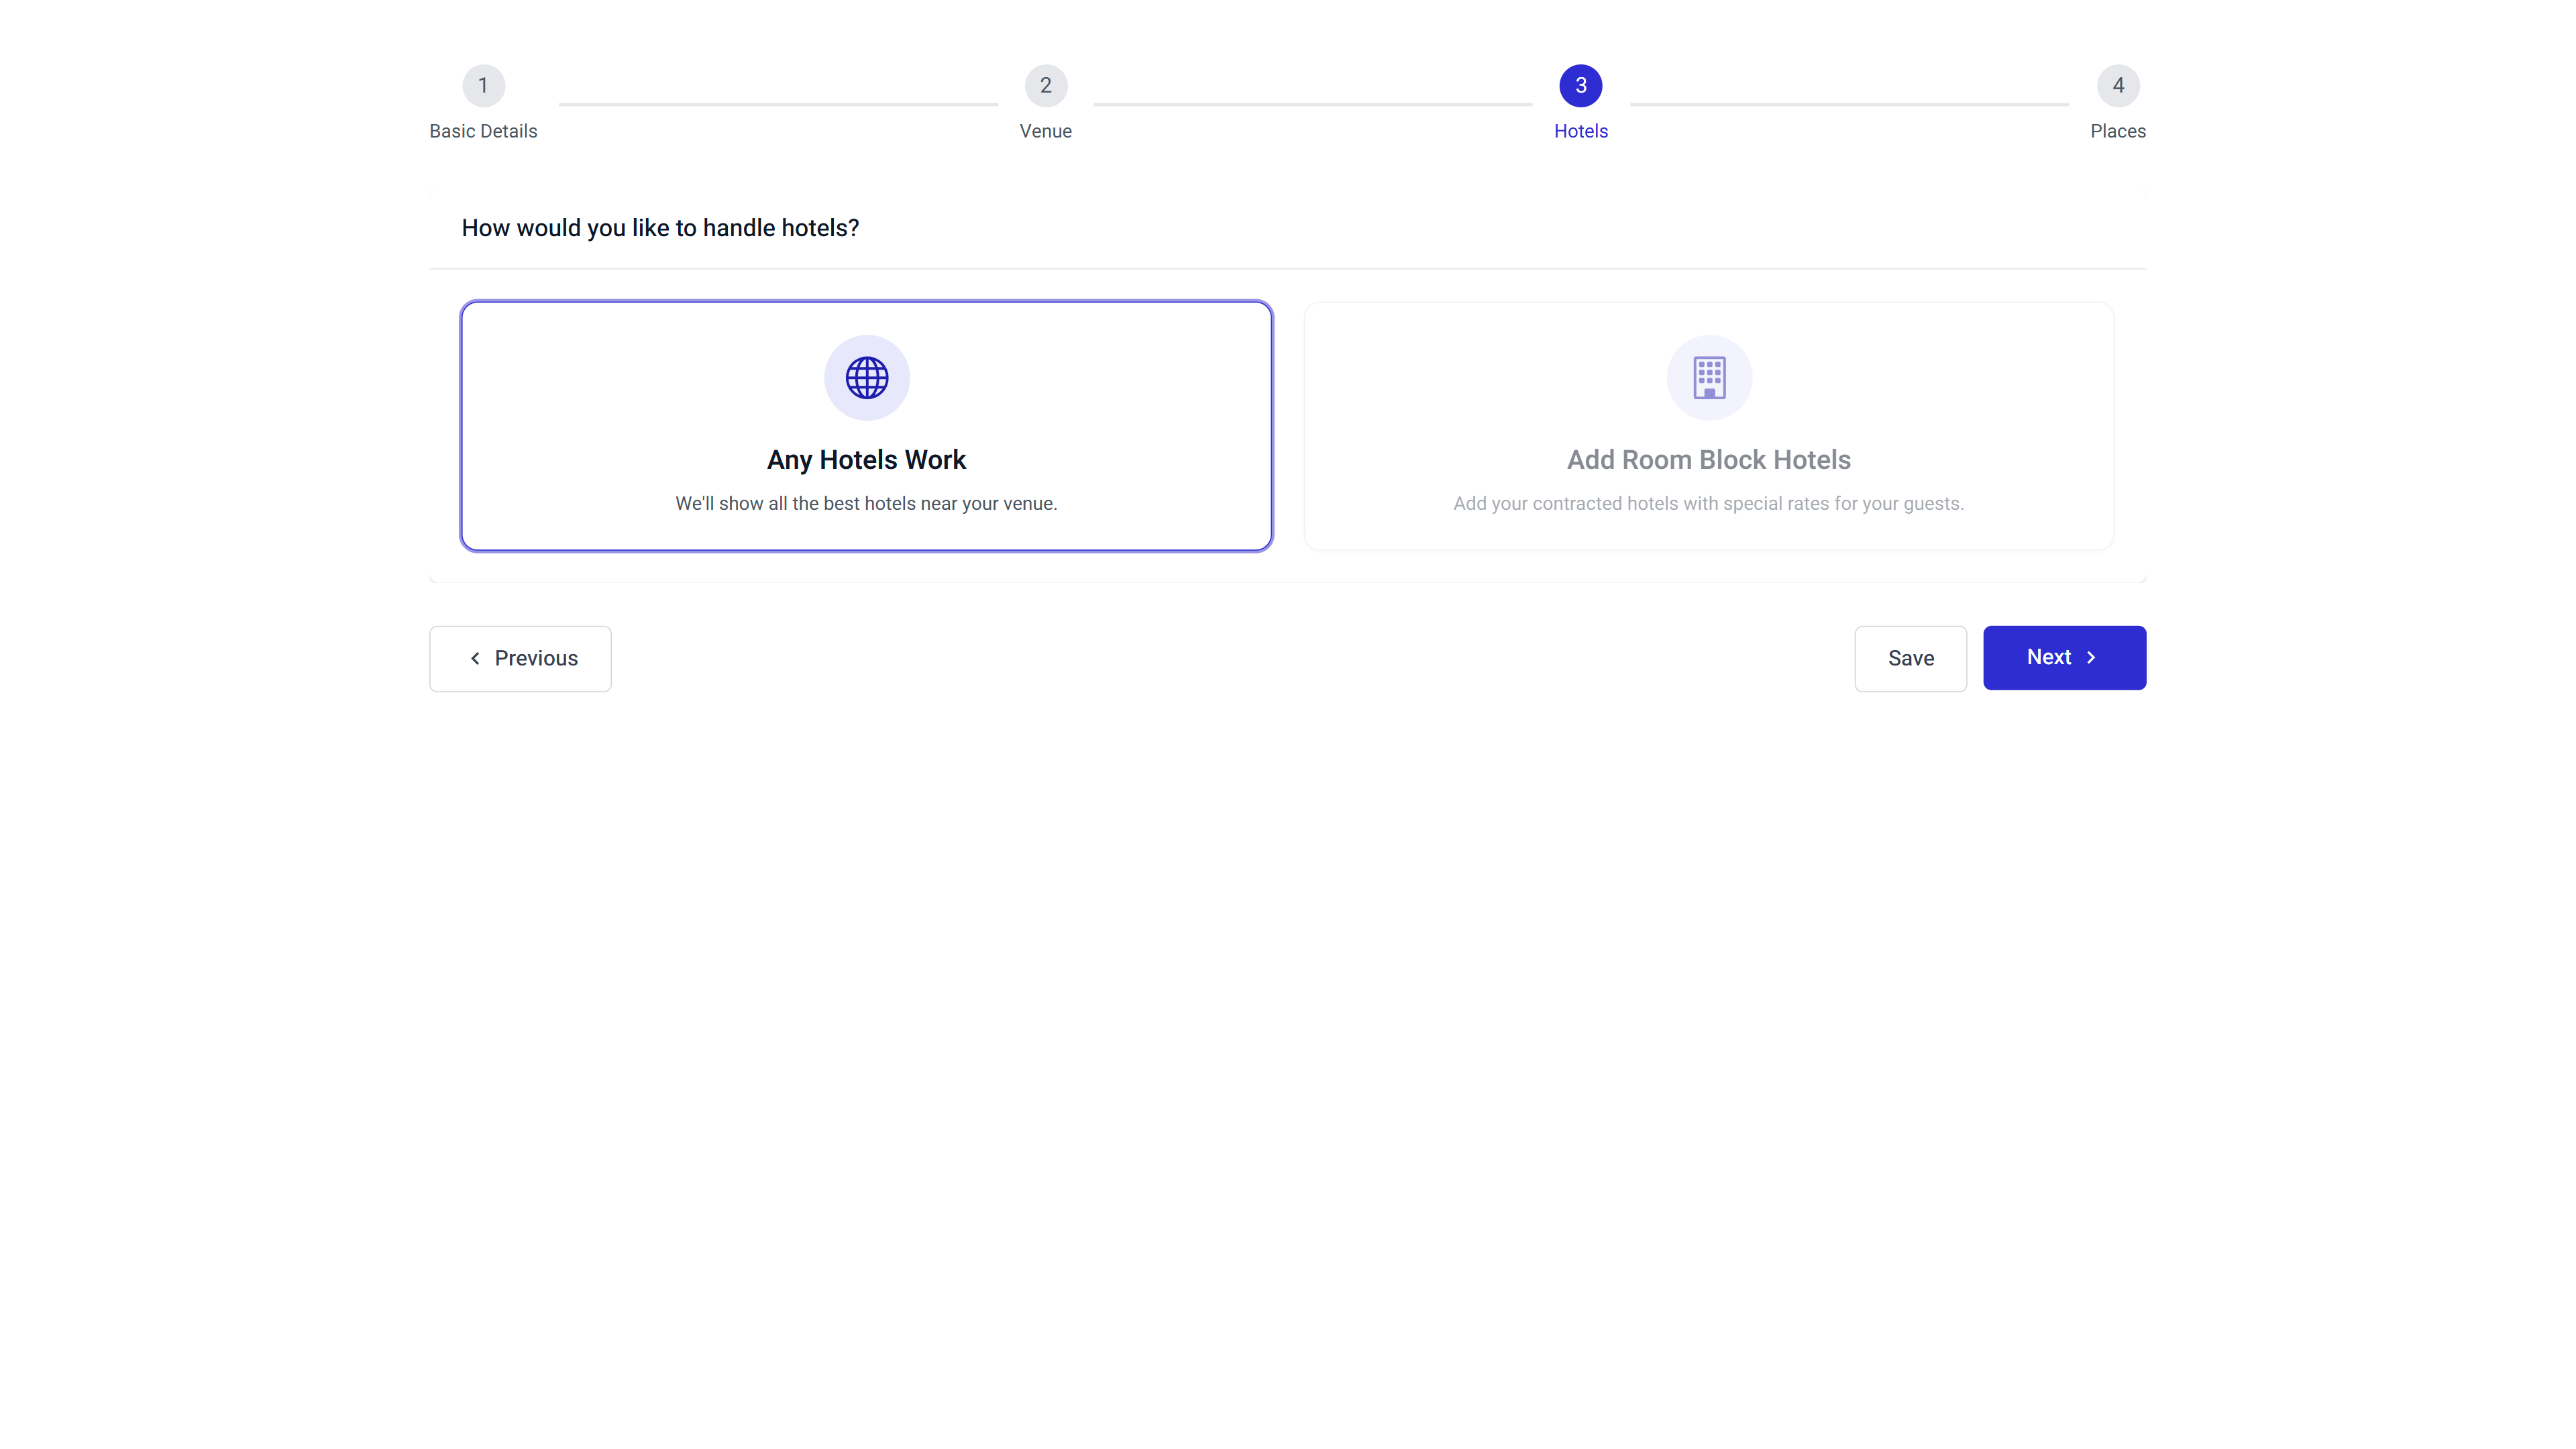 1
Basic Details
2
Venue
3
Hotels
4
Places
How would you like to handle hotels?
Any Hotels Work
We'll show all the best hotels near your venue.
Add Room Block Hotels
Add your contracted hotels with special rates for your guests.
Previous
Save
Next